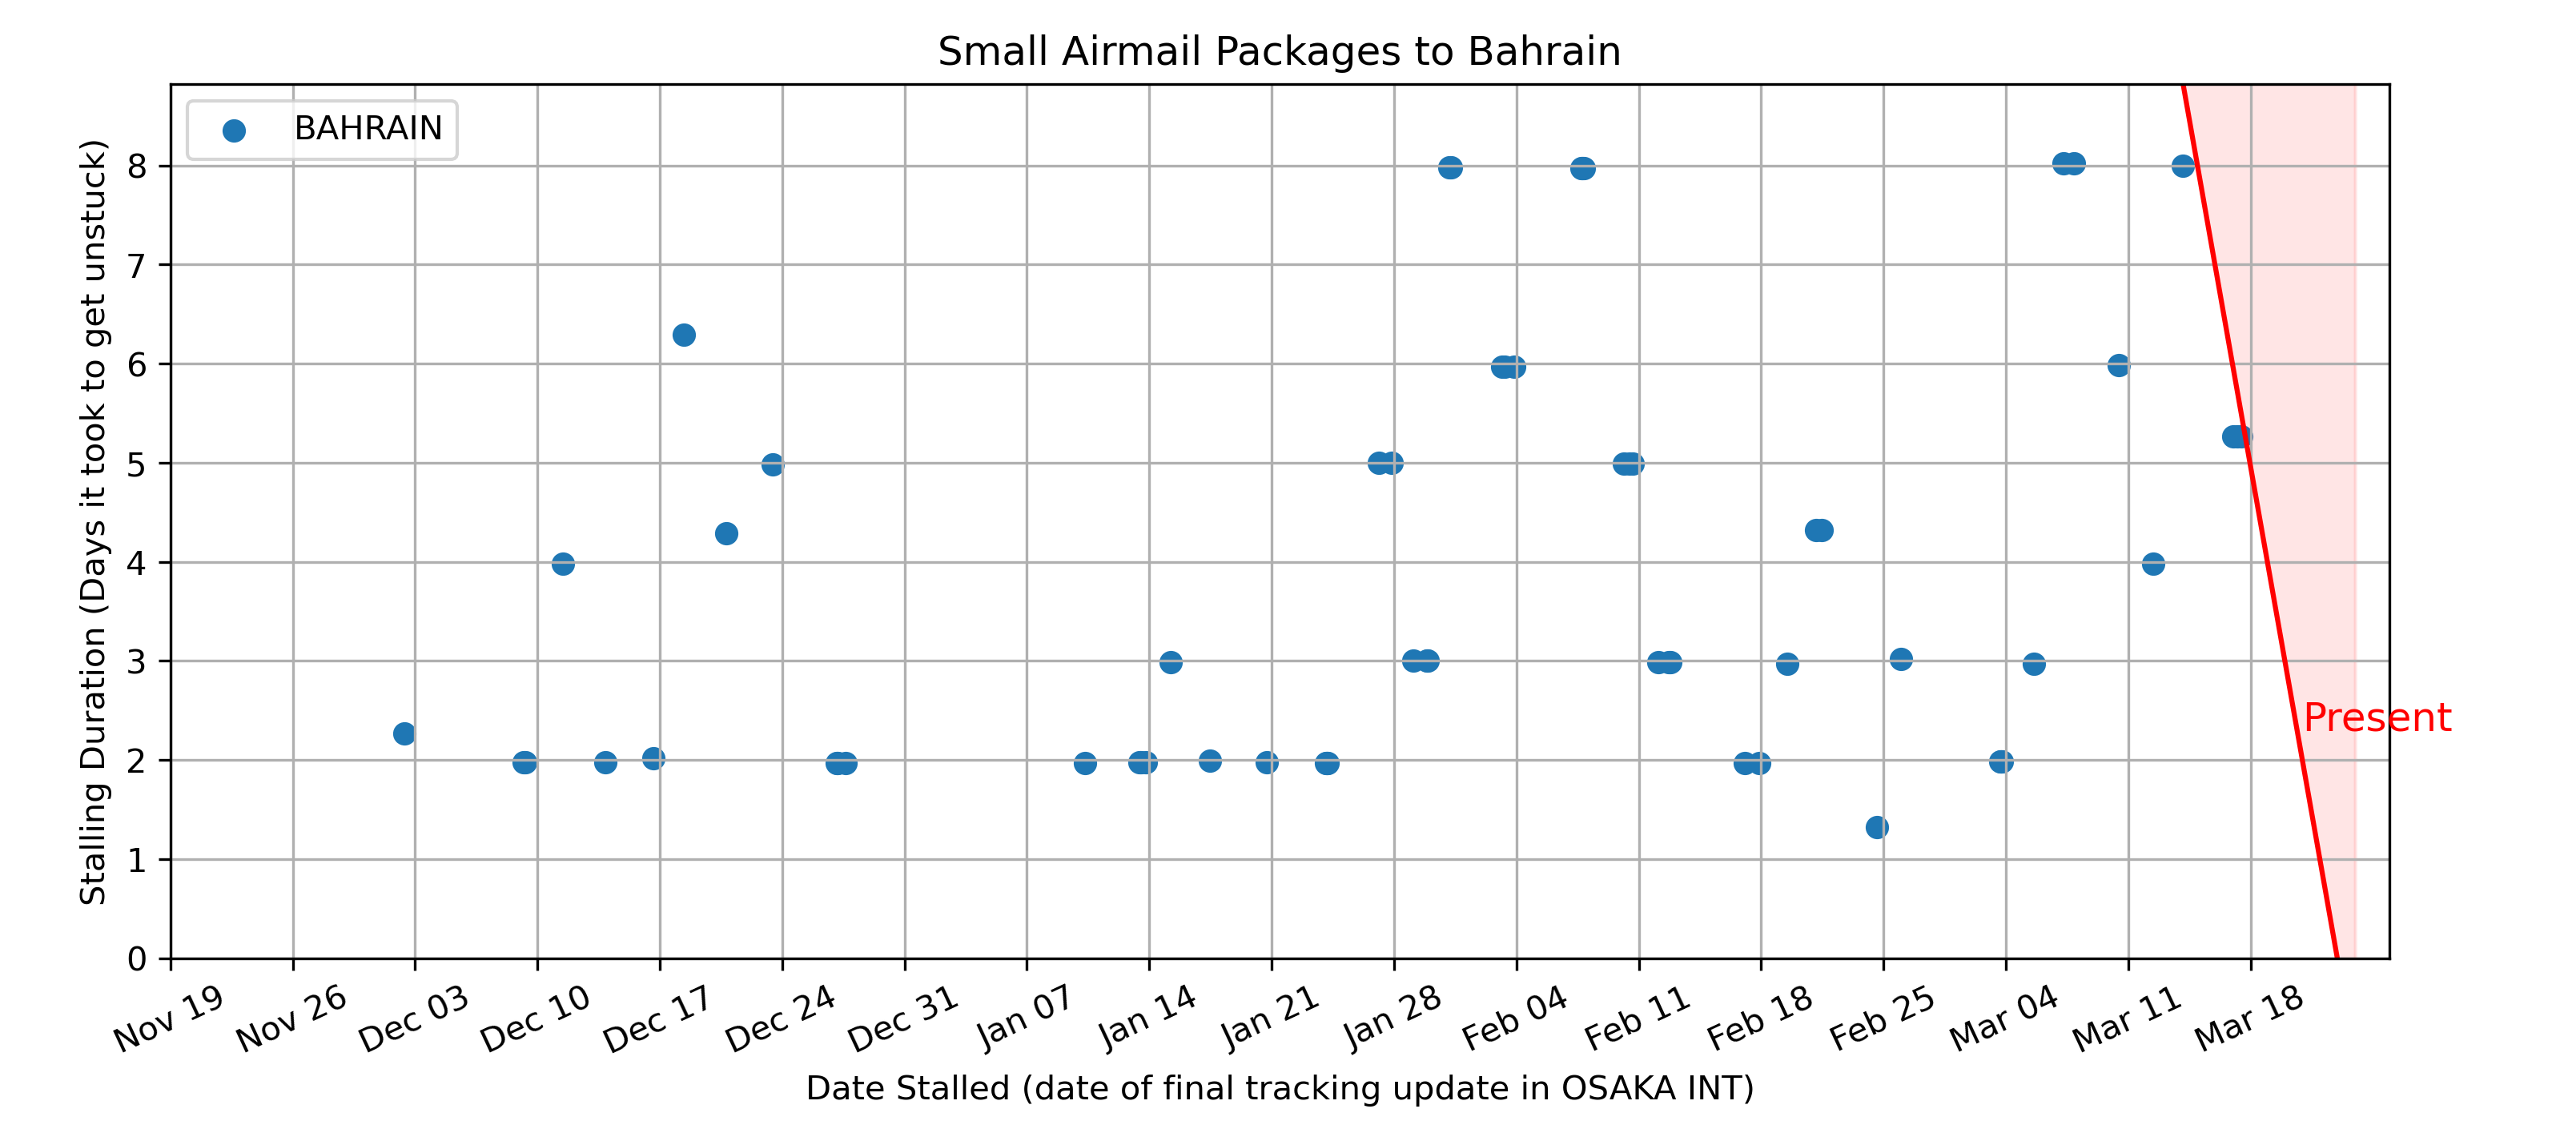 Small Airmail Packages to Bahrain
BAHRAIN
Stalling Duration (Days it took to get unstuck)
8
7
6
5
4
3
2
1
0
Present
Nov 19
Nov 26
Dec 03
Dec 10
Dec 17
Dec 24
Dec 31
Jan 07
Jan 14
Jan 21
Jan 28
Feb 04
Feb 11
Feb 18
Feb 25
Mar 04
Mar 11
Mar 18
Date Stalled (date of final tracking update in OSAKA INT)